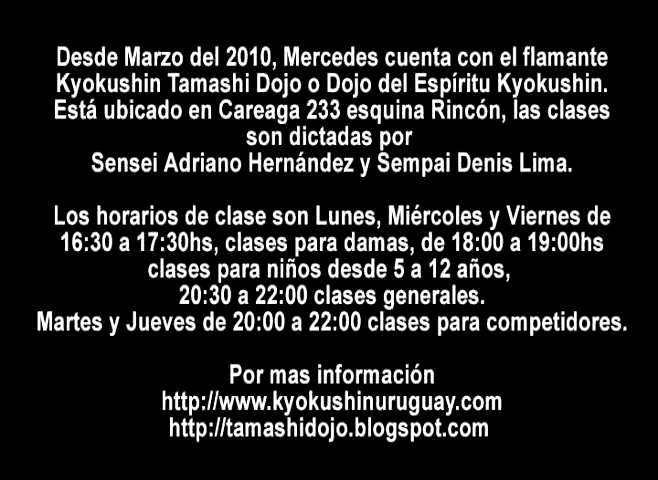 Desde Marzo del 2010, Mercedes cuenta con el flamante
Kyokushin Tamashi Dojo o Dojo del Espíritu Kyokushin.
Está ubicado en Careaga 233 esquina Rincón, las clases
son dictadas por
Sensei Adriano Hernández y Sempai Denis Lima.
Los horarios de clase son Lunes, Miércoles y Viernes de
16:30 a 17:30hs, clases para damas, de 18:00 a 19:00hs
clases para niños desde 5 a 12 años,
20:30 a 22:00 clases generales.
Martes y Jueves de 20:00 a 22:00 clases para competidores.
Por mas información
http://www.kyokushinuruguay.com
http://tamashidojo.blogspot.com